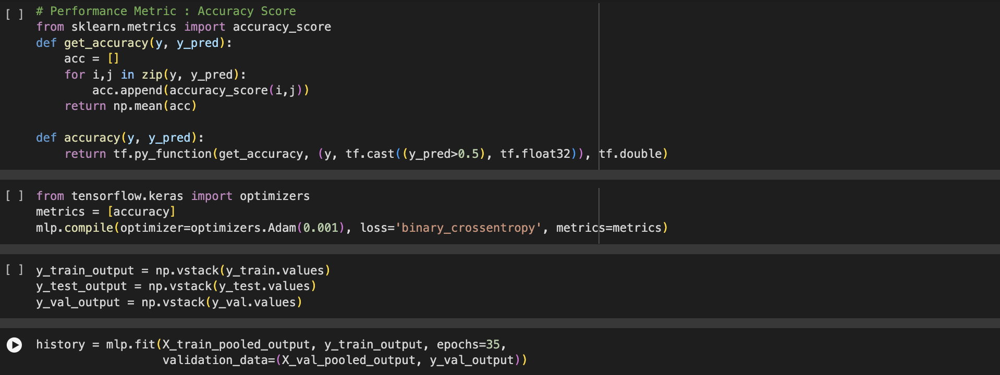 [ ] # Performance Metric : Accuracy Score
from sklearn.metrics import accuracy_score
def get_accuracy(y, y_pred):
    acc = []
    for i,j in zip(y, y_pred):
        acc.append(accuracy_score(i,j))
    return np.mean(acc)

def accuracy(y, y_pred):
    return tf.py_function(get_accuracy, (y, tf.cast((y_pred>0.5), tf.float32)), tf.double)
[ ] from tensorflow.keras import optimizers
metrics = [accuracy]
mlp.compile(optimizer=optimizers.Adam(0.001), loss='binary_crossentropy', metrics=metrics)
[ ] y_train_output = np.vstack(y_train.values)
y_test_output = np.vstack(y_test.values)
y_val_output = np.vstack(y_val.values)
history = mlp.fit(X_train_pooled_output, y_train_output, epochs=35,
                  validation_data=(X_val_pooled_output, y_val_output))